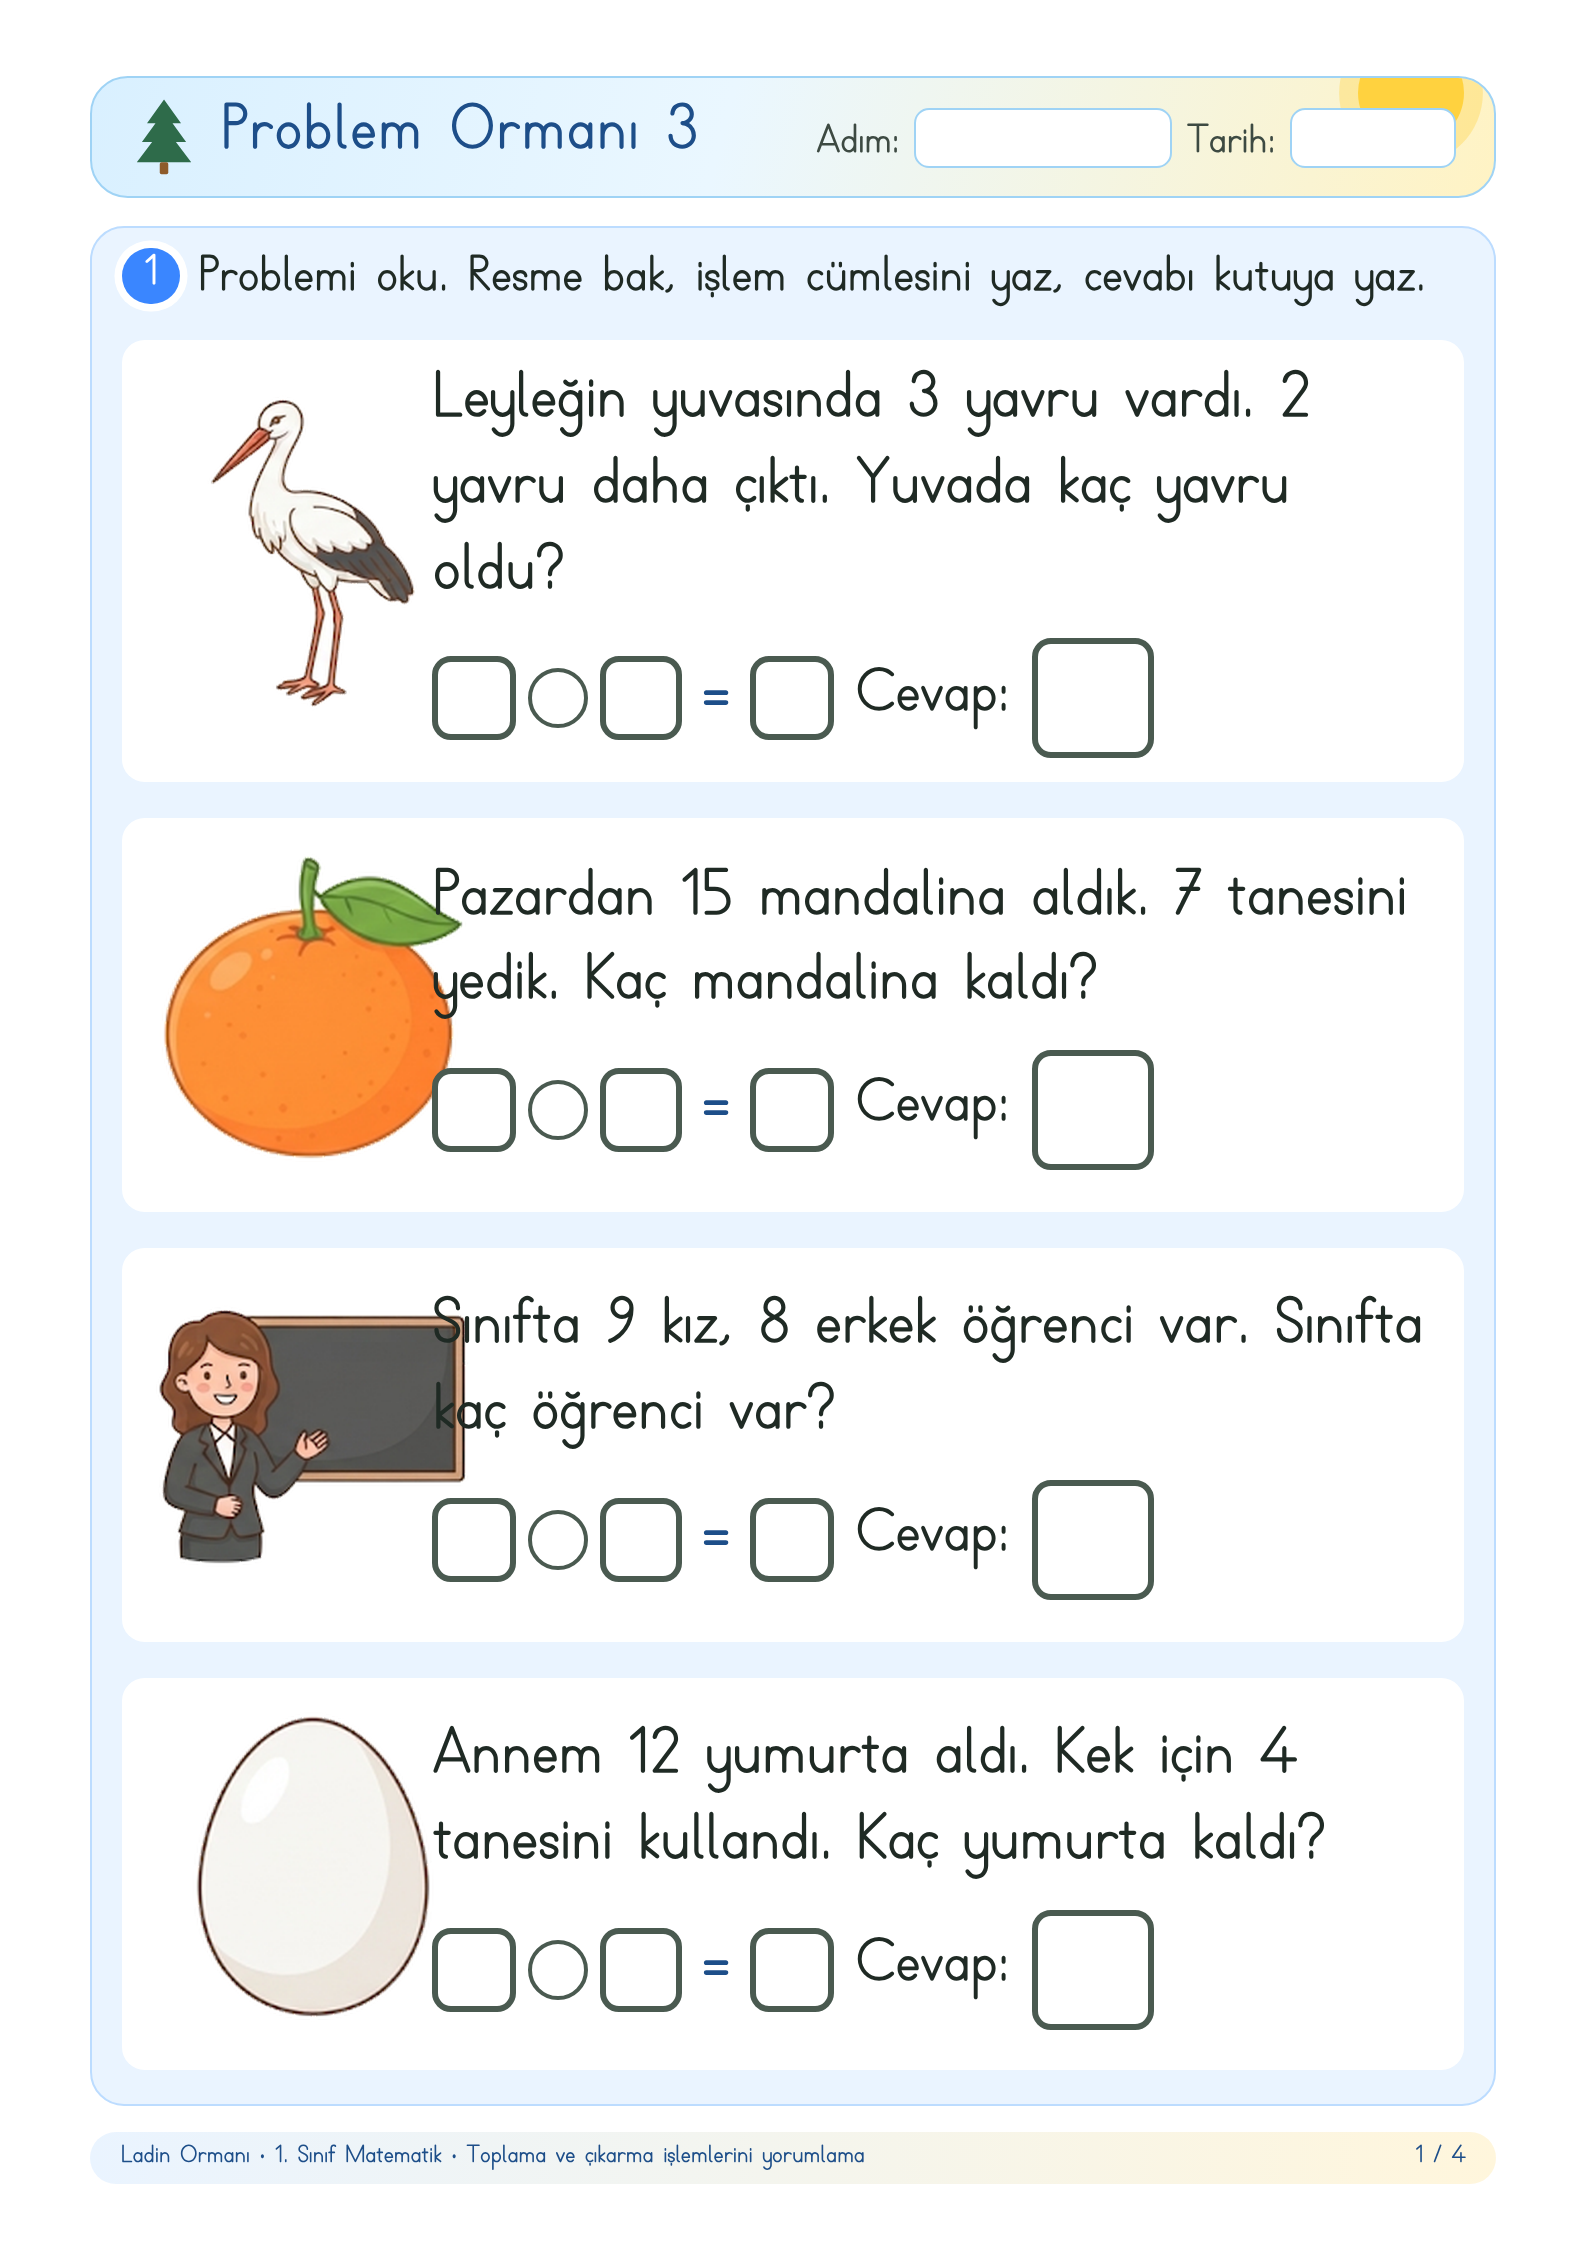 Problem Ormanı 3
Adım:
Tarih:
1 Problemi oku. Resme bak, işlem cümlesini yaz, cevabı kutuya yaz.
Leyleğin yuvasında 3 yavru vardı. 2
yavru daha çıktı. Yuvada kaç yavru
oldu?
= Cevap:
Pazardan 15 mandalina aldık. 7 tanesini
yedik. Kaç mandalina kaldı?
= Cevap:
Sınıfta 9 kız, 8 erkek öğrenci var. Sınıfta
kaç öğrenci var?
= Cevap:
Annem 12 yumurta aldı. Kek için 4
tanesini kullandı. Kaç yumurta kaldı?
= Cevap:
Ladin Ormanı • 1. Sınıf Matematik • Toplama ve çıkarma işlemlerini yorumlama
1 / 4